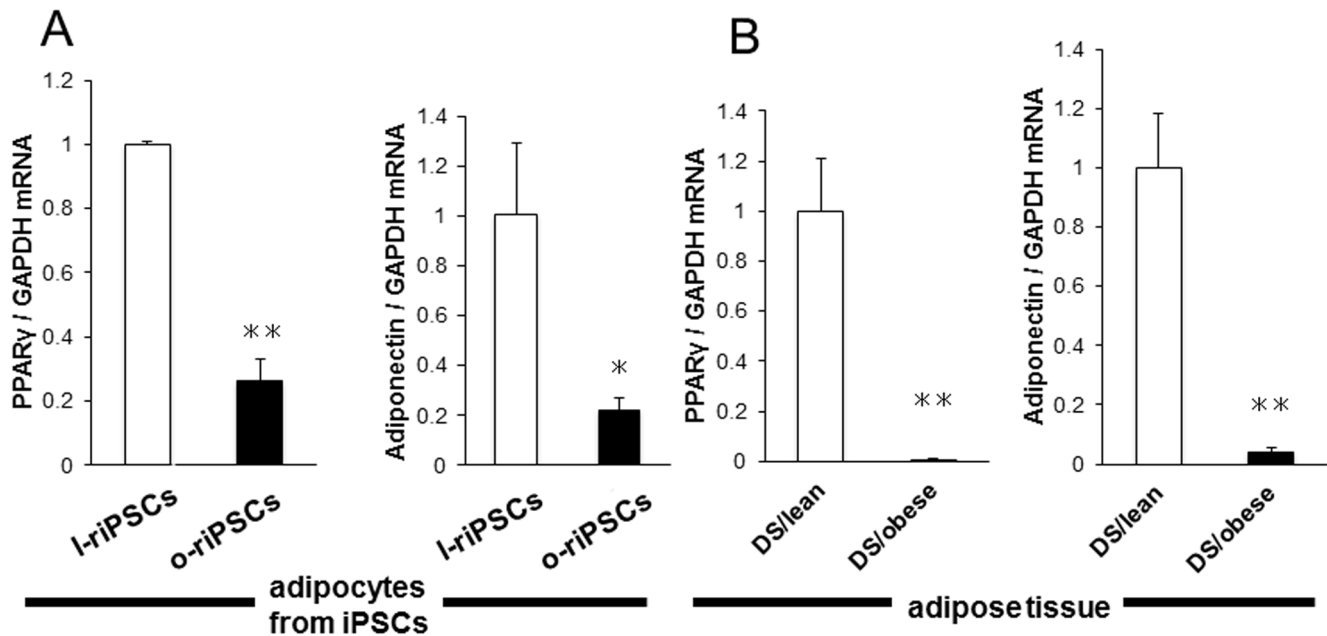 A
PPARγ / GAPDH mRNA
1.2
1
0.8
0.6
0.4
0.2
0
**
l-riPSCs
o-riPSCs
Adiponectin / GAPDH mRNA
1.4
1.2
1
0.8
0.6
0.4
0.2
0
*
l-riPSCs
o-riPSCs
adipocytes
from iPSCs
B
PPARγ / GAPDH mRNA
1.4
1.2
1
0.8
0.6
0.4
0.2
0
**
DS/lean
DS/obese
Adiponectin / GAPDH mRNA
1.4
1.2
1
0.8
0.6
0.4
0.2
0
**
DS/lean
DS/obese
adipose tissue